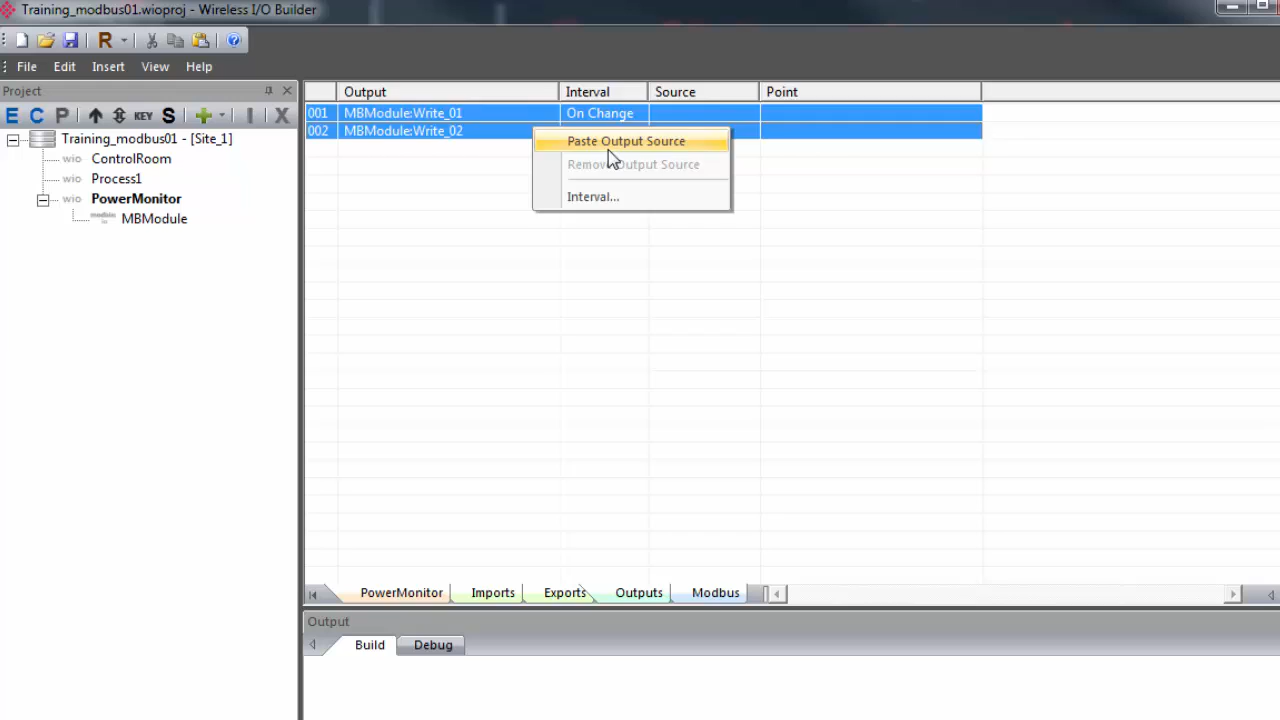 Training_modbus01.wioproj - Wireless I/O Builder
R
File Edit Insert View Help
Project
E C P KEY S I X
Training_modbus01 - [Site_1]
wio ControlRoom
wio Process1
wio PowerMonitor
modbus MBModule
Output Interval Source Point
001 MBModule:Write_01 On Change
002 MBModule:Write_02
Paste Output Source
Remove Output Source
Interval...
PowerMonitor Imports Exports Outputs Modbus
Output
Build Debug